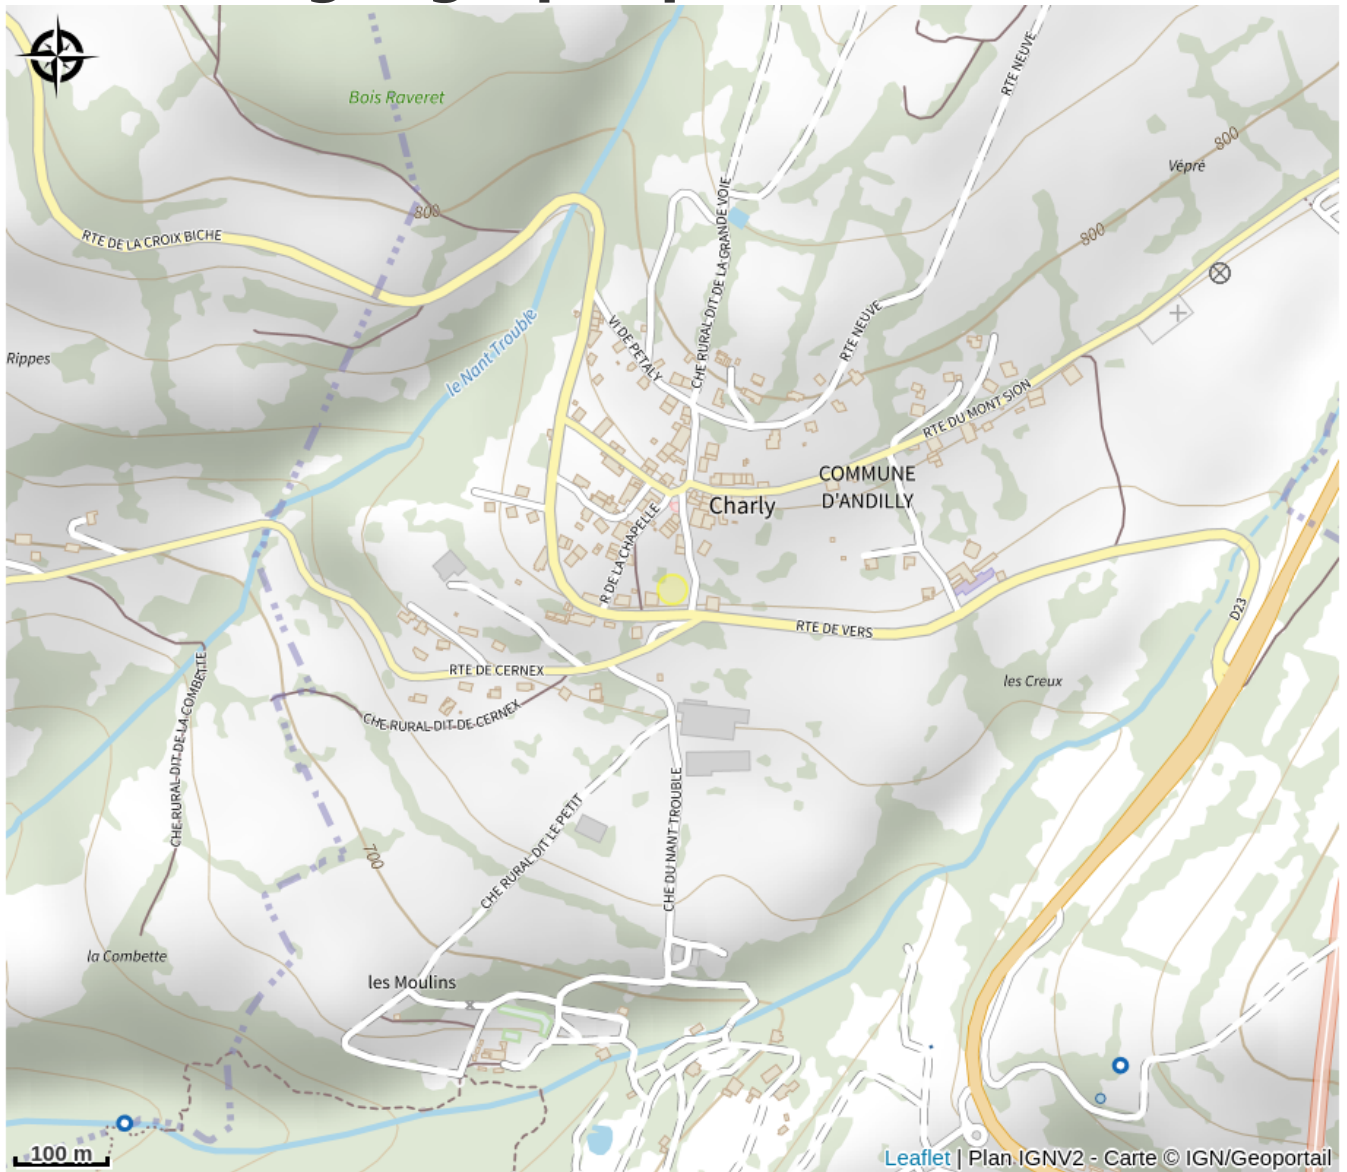 Bois Raveret
RTE NEUVE
800
Vépré
800
RTE DE LA CROIX BICHE
CHE RURAL DIT DE LA GRANDE VOIE
800
le Nant Trouble
VI DE PETALY
RTE NEUVE
Rippes
RTE DU MONT SION
COMMUNE
D'ANDILLY
Charly
R DE LA CHAPELLE
D23
RTE DE VERS
RTE DE CERNEX
les Creux
CHE RURAL DIT DE LA COMBETTE
CHE RURAL DIT DE CERNEX
CHE RURAL DIT LE PETIT
CHE DU NANT TROUBLE
700
la Combette
les Moulins
100 m
Leaflet | Plan IGNV2 - Carte © IGN/Geoportail